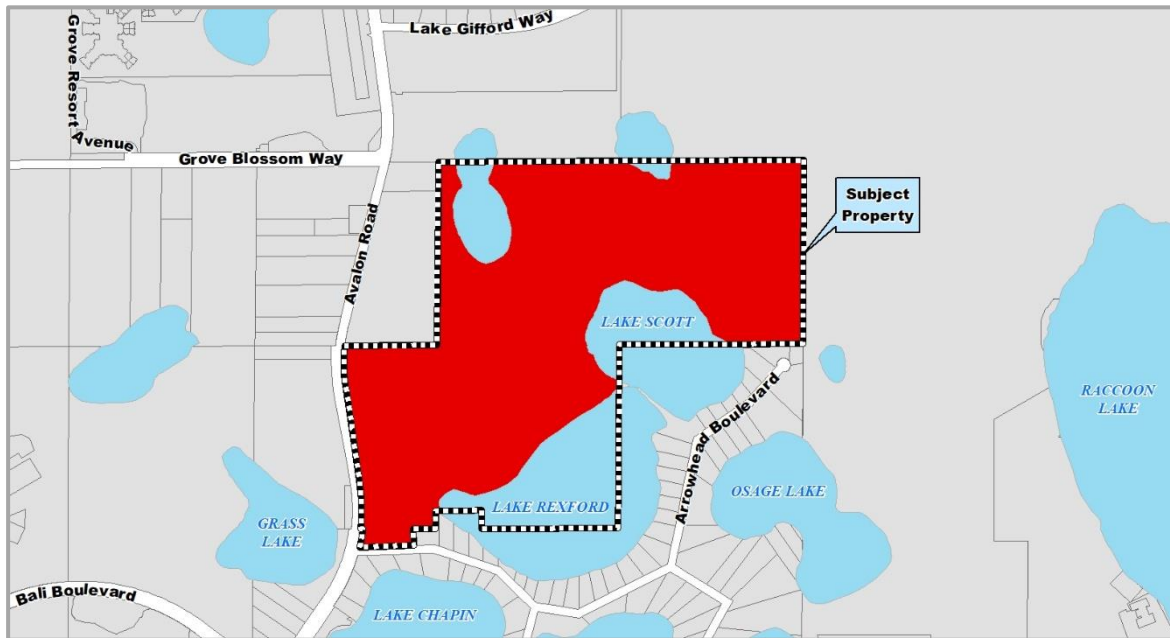 Lake Gifford Way
Grove Resort
Avenue
Grove Blossom Way
Subject
Property
Avalon Road
LAKE SCOTT
RACCOON
LAKE
Arrowhead Boulevard
OSAGE LAKE
LAKE REXFORD
GRASS
LAKE
Bali Boulevard
LAKE CHAPIN